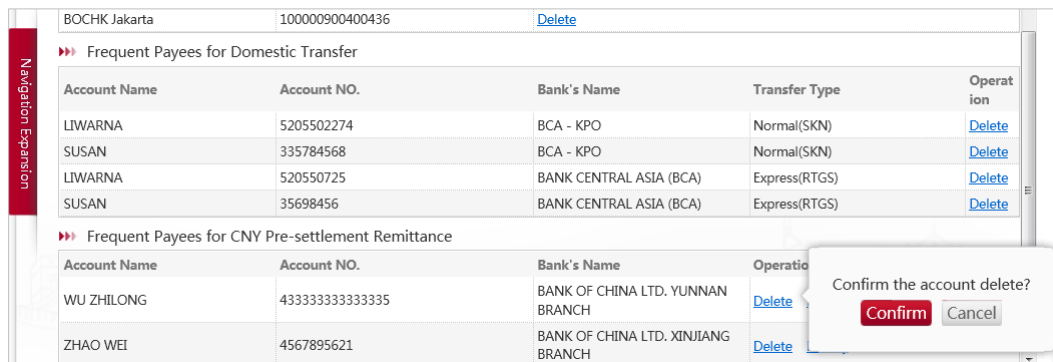 BOCHK Jakarta 100000900400436 Delete
Navigation Expansion
Frequent Payees for Domestic Transfer
Account Name Account NO. Bank's Name Transfer Type Operat
ion
LIWARNA 5205502274 BCA - KPO Normal(SKN) Delete
SUSAN 335784568 BCA - KPO Normal(SKN) Delete
LIWARNA 520550725 BANK CENTRAL ASIA (BCA) Express(RTGS) Delete
SUSAN 35698456 BANK CENTRAL ASIA (BCA) Express(RTGS) Delete
Frequent Payees for CNY Pre-settlement Remittance
Account Name Account NO. Bank's Name Operatio
WU ZHILONG 433333333333335 BANK OF CHINA LTD. YUNNAN
BRANCH
Delete
Confirm the account delete?
Confirm Cancel
ZHAO WEI 4567895621 BANK OF CHINA LTD. XINJIANG
BRANCH
Delete